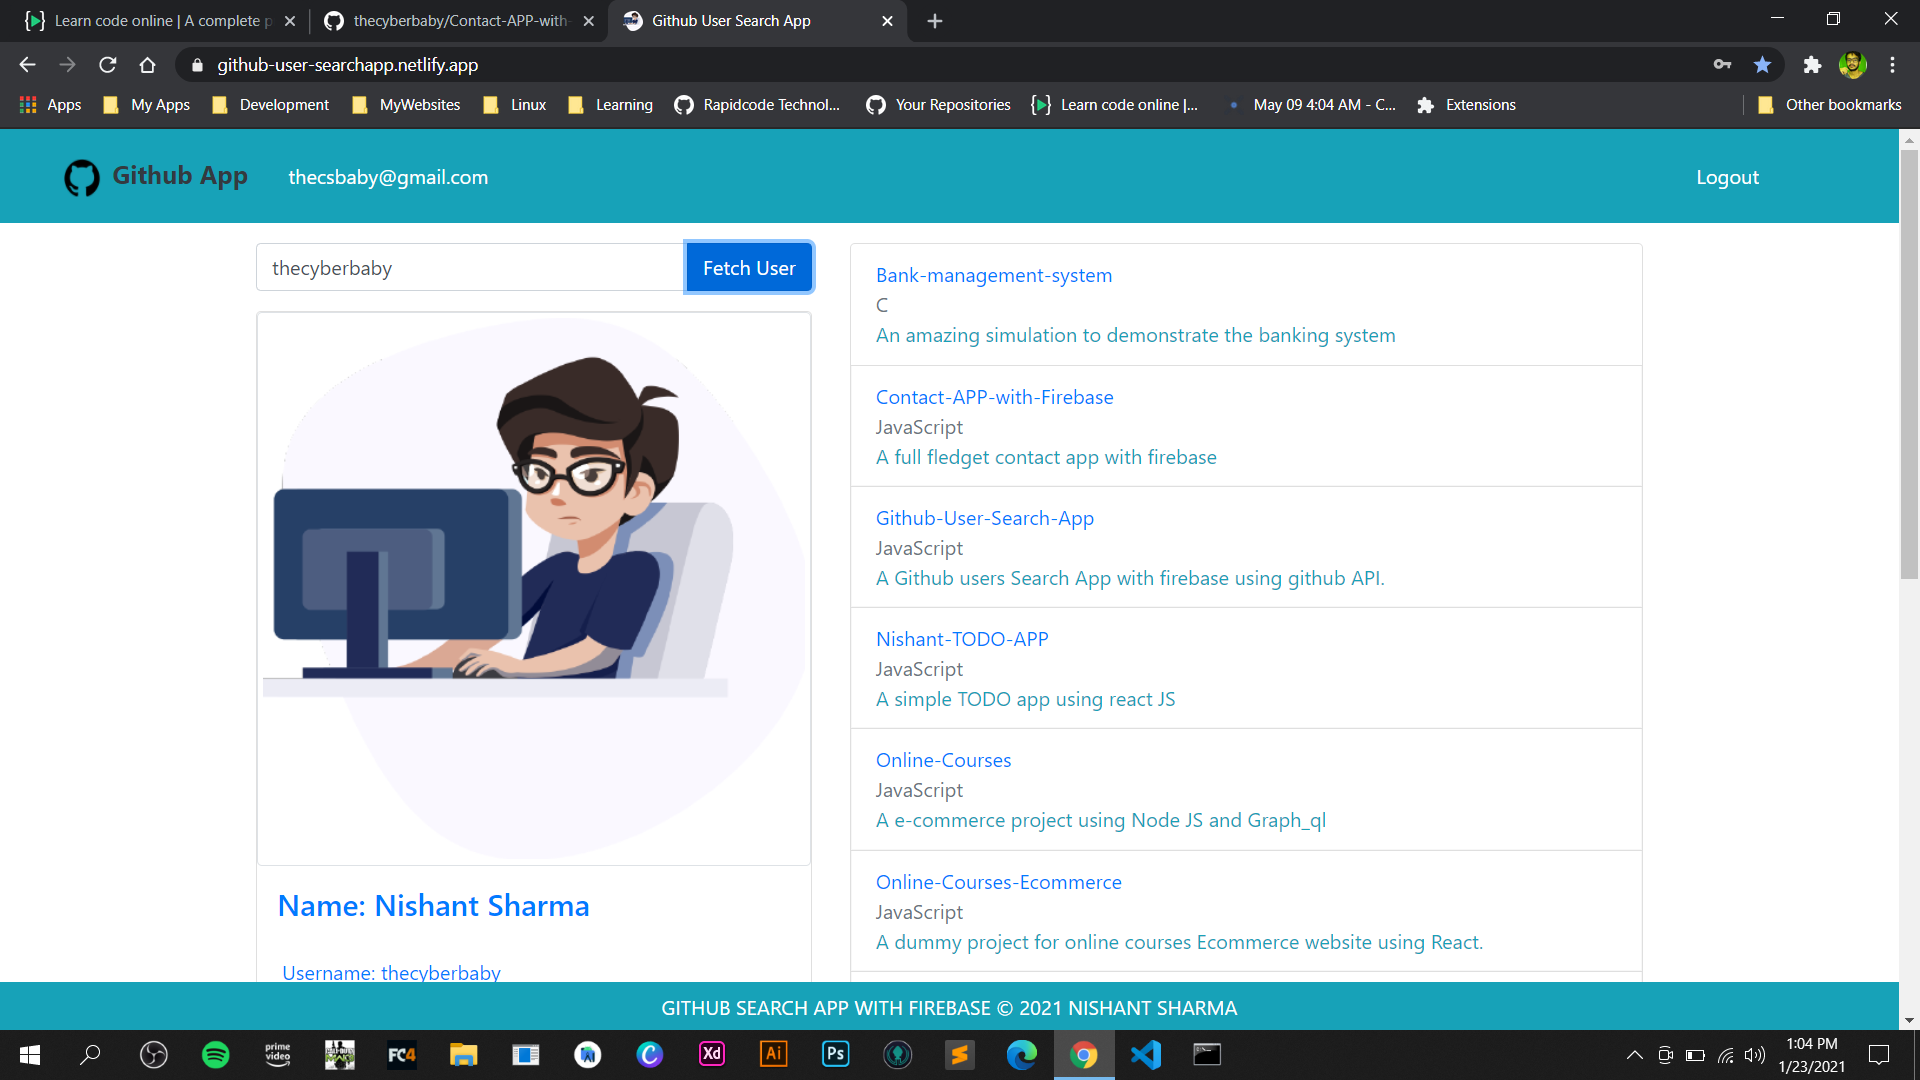 Learn code online | A complete p
thecyberbaby/Contact-APP-with-
Github User Search App
github-user-searchapp.netlify.app
Apps
My Apps
Development
MyWebsites
Linux
Learning
Rapidcode Technol...
Your Repositories
Learn code online |...
May 09 4:04 AM - C...
Extensions
Other bookmarks
Github App
thecsbaby@gmail.com
Logout
thecyberbaby
Fetch User
Name: Nishant Sharma
Username: thecyberbaby
Bank-management-system
C
An amazing simulation to demonstrate the banking system
Contact-APP-with-Firebase
JavaScript
A full fledget contact app with firebase
Github-User-Search-App
JavaScript
A Github users Search App with firebase using github API.
Nishant-TODO-APP
JavaScript
A simple TODO app using react JS
Online-Courses
JavaScript
A e-commerce project using Node JS and Graph_ql
Online-Courses-Ecommerce
JavaScript
A dummy project for online courses Ecommerce website using React.
GITHUB SEARCH APP WITH FIREBASE © 2021 NISHANT SHARMA
prime video
FC4
Xd
Ai
Ps
1:04 PM
1/23/2021